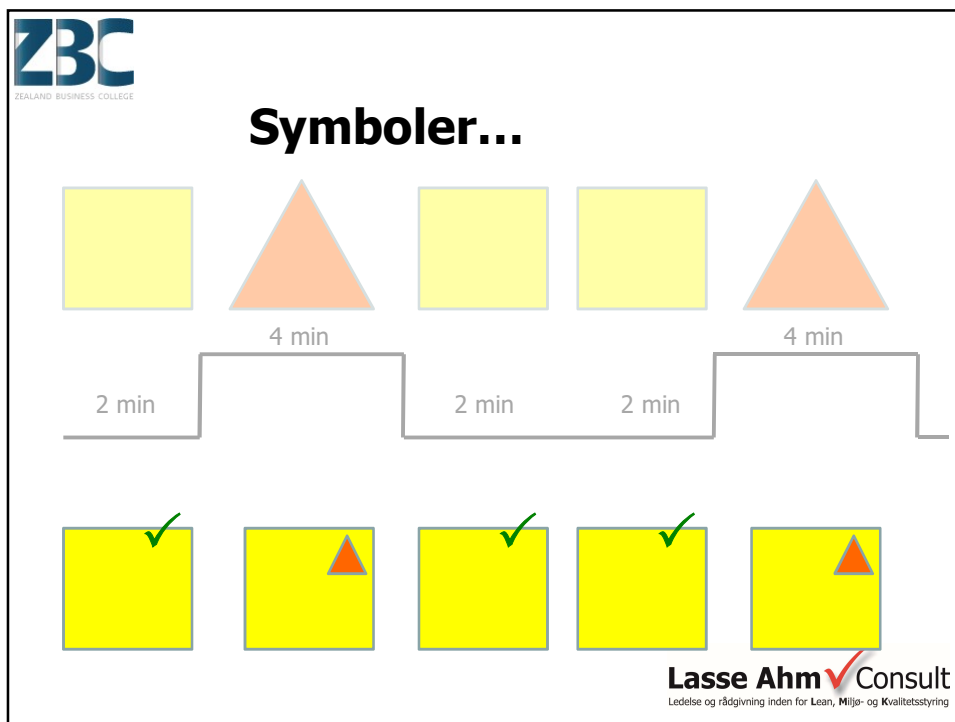 ZBC
ZEALAND BUSINESS COLLEGE
Symboler...
4 min
4 min
2 min
2 min
2 min
Lasse Ahm Consult
Ledelse og rådgivning inden for Lean, Miljø- og Kvalitetsstyring